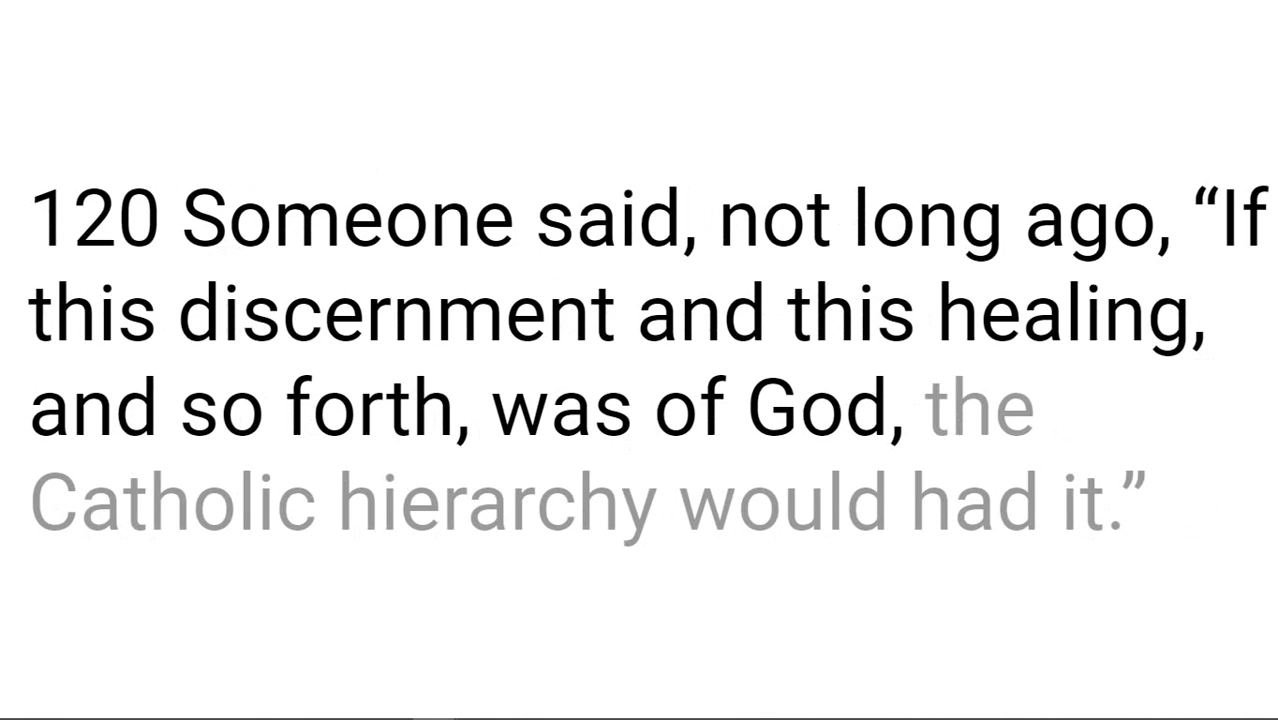 120 Someone said, not long ago, “If
this discernment and this healing,
and so forth, was of God, the
Catholic hierarchy would had it.”